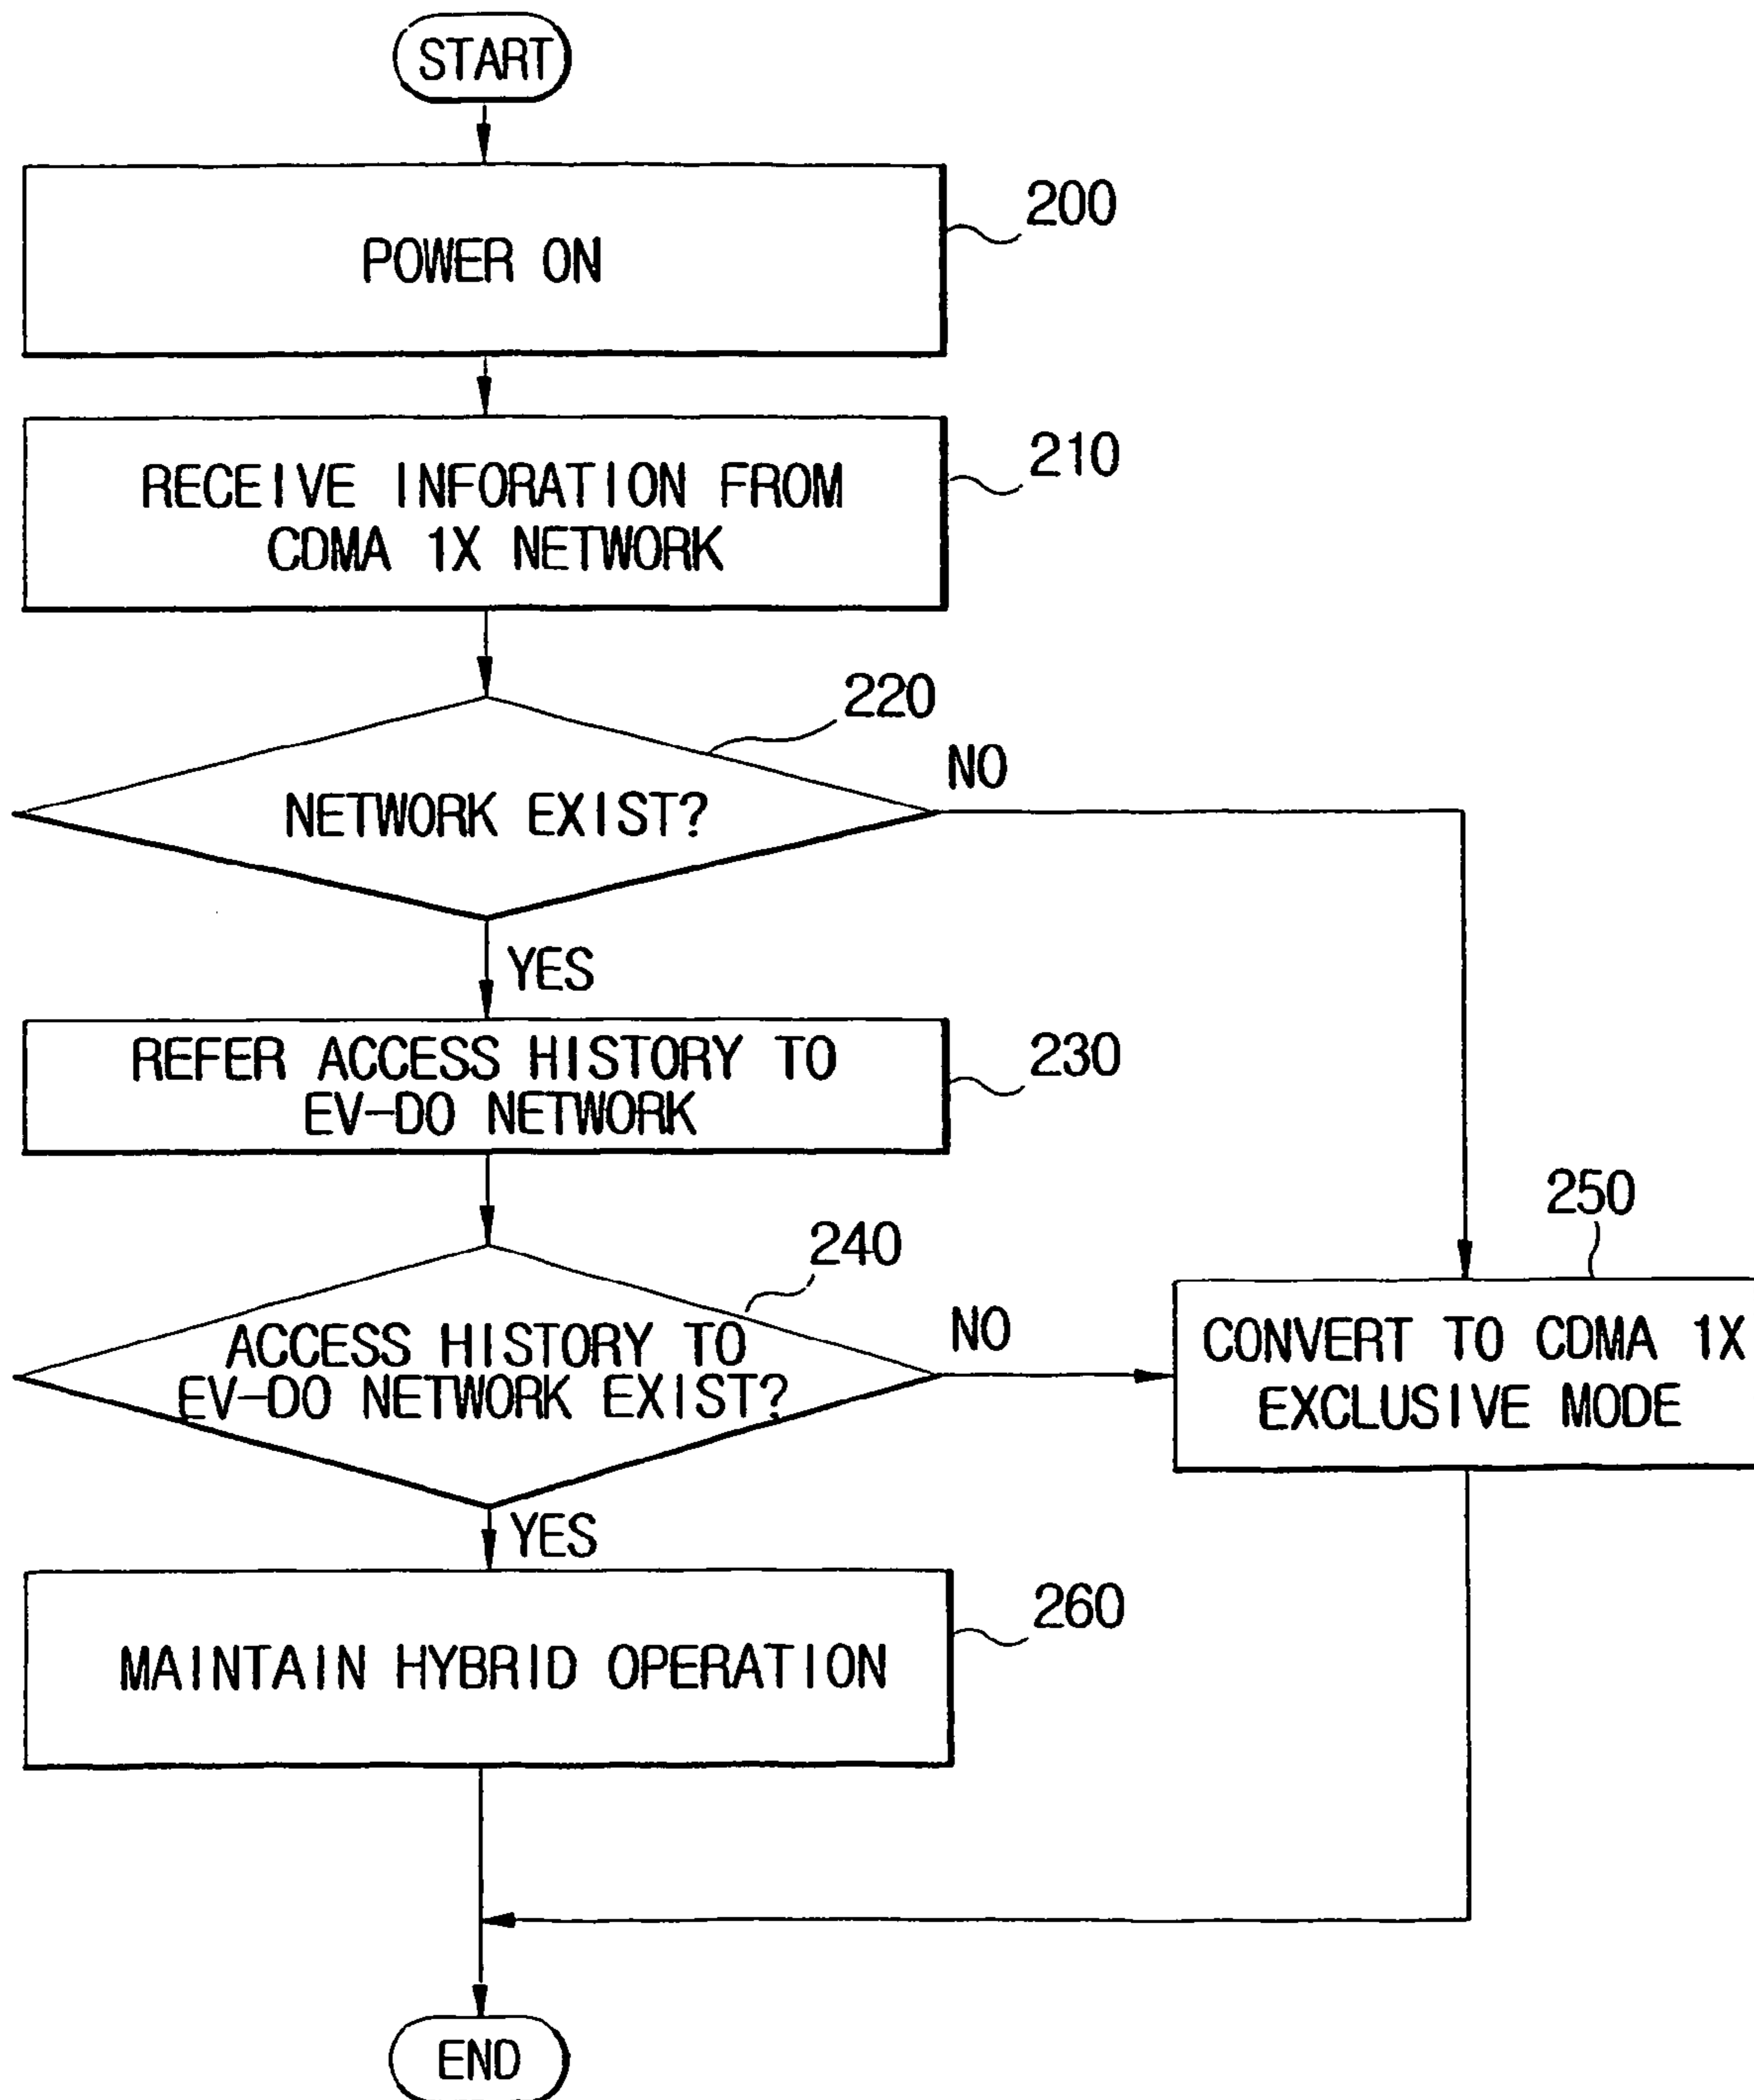 START
POWER ON
200
RECEIVE INFORATION FROM
CDMA 1X NETWORK
210
220
NETWORK EXIST?
NO
YES
REFER ACCESS HISTORY TO
EV-DO NETWORK
230
240
ACCESS HISTORY TO
EV-DO NETWORK EXIST?
NO
YES
250
CONVERT TO CDMA 1X
EXCLUSIVE MODE
MAINTAIN HYBRID OPERATION
260
END